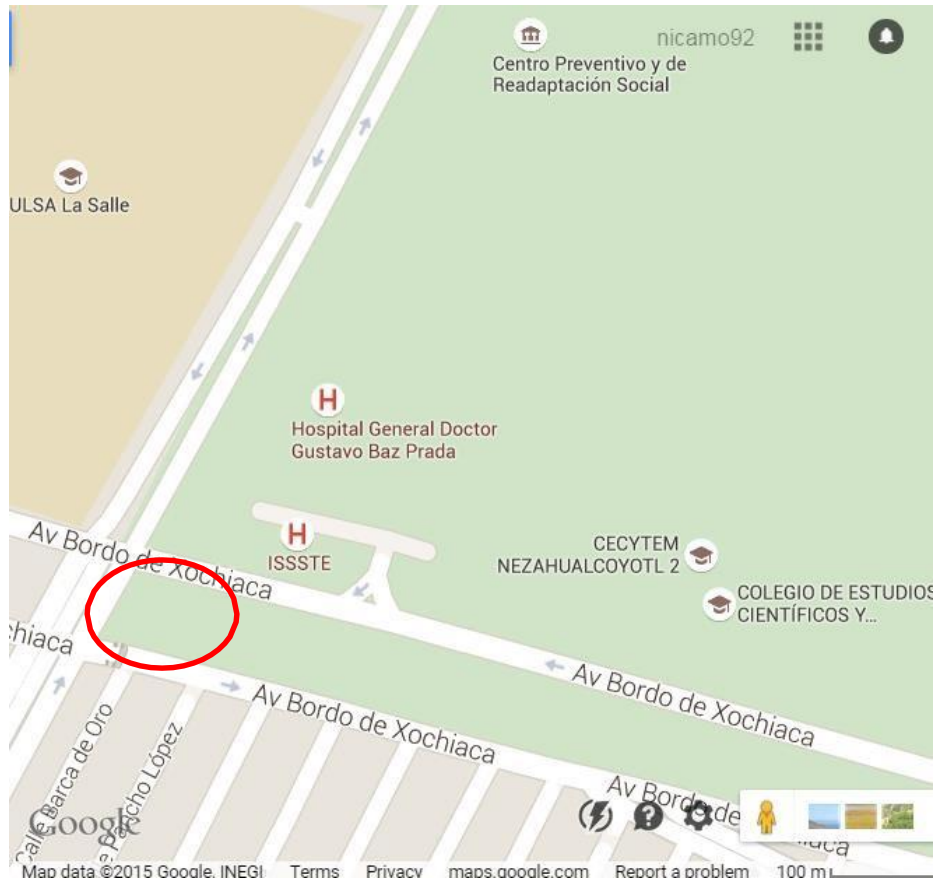 nicamo92
Centro Preventivo y de
Readaptación Social
ULSA La Salle
H
Hospital General Doctor
Gustavo Baz Prada
H
ISSSTE
Av Bordo de Xochiaca
CECYTEM
NEZAHUALCOYOTL 2
COLEGIO DE ESTUDIOS
CIENTÍFICOS Y...
chiaca
Av Bordo de Xochiaca
Av Bordo de Xochiaca
Calle Barca de Oro
e Pancho López
Av Bordo de
chiaca
Google
Map data ©2015 Google, INEGI Terms Privacy maps.google.com Report a problem 100 m